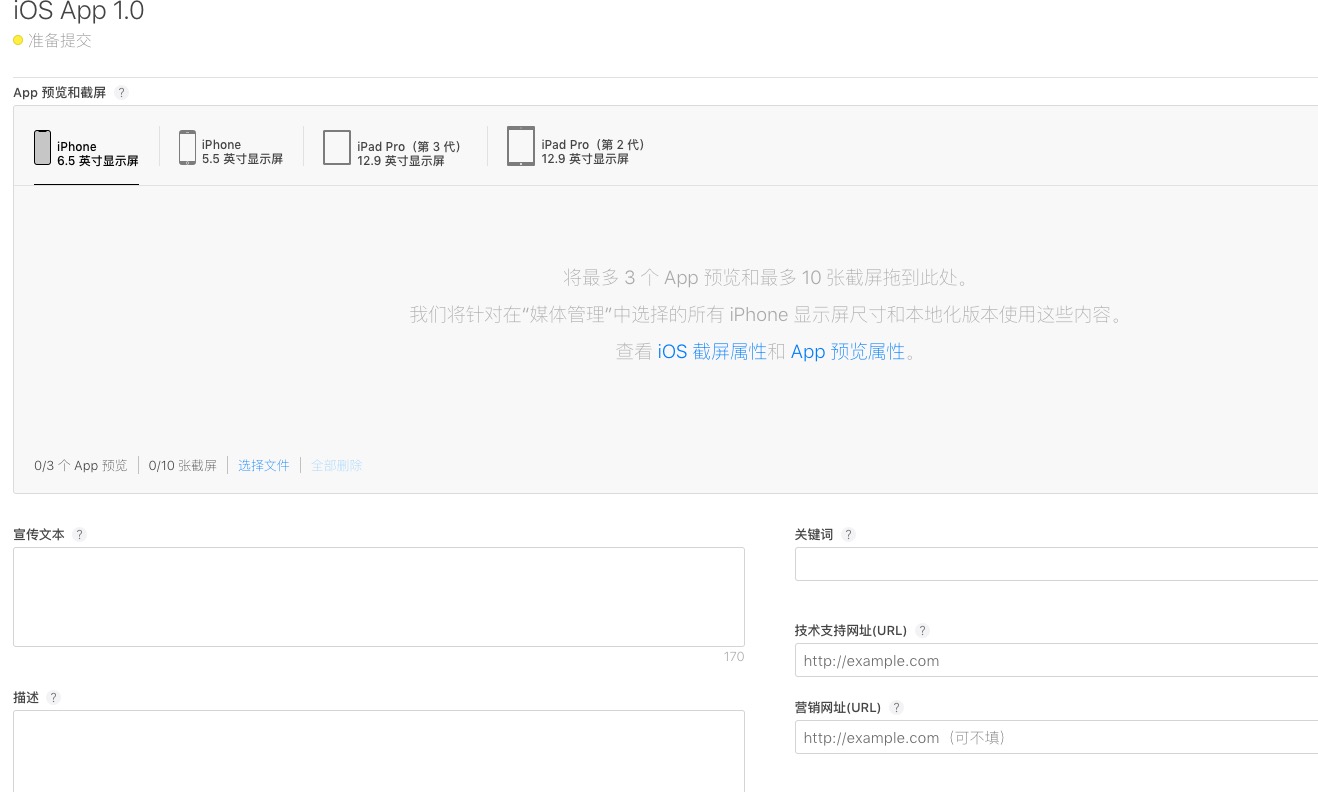 iOS App 1.0
准备提交
App 预览和截屏 ?
iPhone
6.5 英寸显示屏
iPhone
5.5 英寸显示屏
iPad Pro（第 3 代）
12.9 英寸显示屏
iPad Pro（第 2 代）
12.9 英寸显示屏
将最多 3 个 App 预览和最多 10 张截屏拖到此处。
我们将针对在“媒体管理”中选择的所有 iPhone 显示屏尺寸和本地化版本使用这些内容。
查看 iOS 截屏属性和 App 预览属性。
0/3 个 App 预览 0/10 张截屏 选择文件 全部删除
宣传文本 ?
170
描述 ?
关键词 ?
技术支持网址(URL) ?
http://example.com
营销网址(URL) ?
http://example.com（可不填）